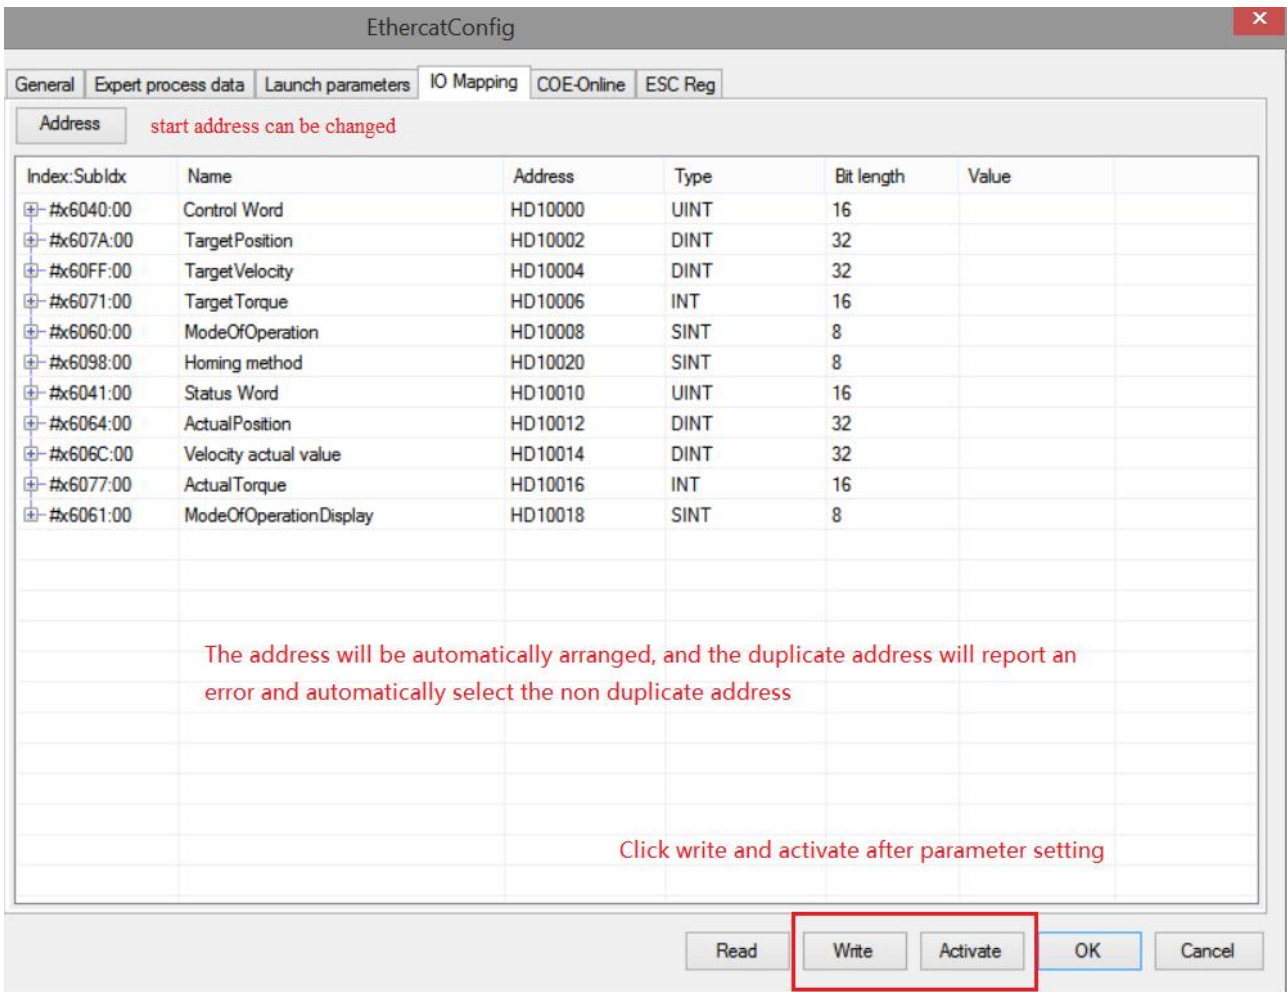 EthercatConfig
General Expert process data Launch parameters IO Mapping COE-Online ESC Reg
Address start address can be changed
Index:SubIdx Name Address Type Bit length Value
#x6040:00 Control Word HD10000 UINT 16
#x607A:00 TargetPosition HD10002 DINT 32
#x60FF:00 TargetVelocity HD10004 DINT 32
#x6071:00 TargetTorque HD10006 INT 16
#x6060:00 ModeOfOperation HD10008 SINT 8
#x6098:00 Homing method HD10020 SINT 8
#x6041:00 Status Word HD10010 UINT 16
#x6064:00 ActualPosition HD10012 DINT 32
#x606C:00 Velocity actual value HD10014 DINT 32
#x6077:00 ActualTorque HD10016 INT 16
#x6061:00 ModeOfOperationDisplay HD10018 SINT 8
The address will be automatically arranged, and the duplicate address will report an
error and automatically select the non duplicate address
Click write and activate after parameter setting
Read Write Activate OK Cancel